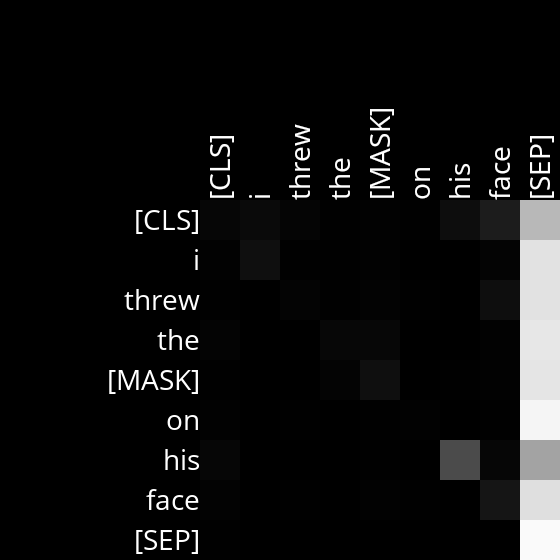 [CLS] i threw the [MASK] on his face [SEP]
[CLS]
i
threw
the
[MASK]
on
his
face
[SEP]